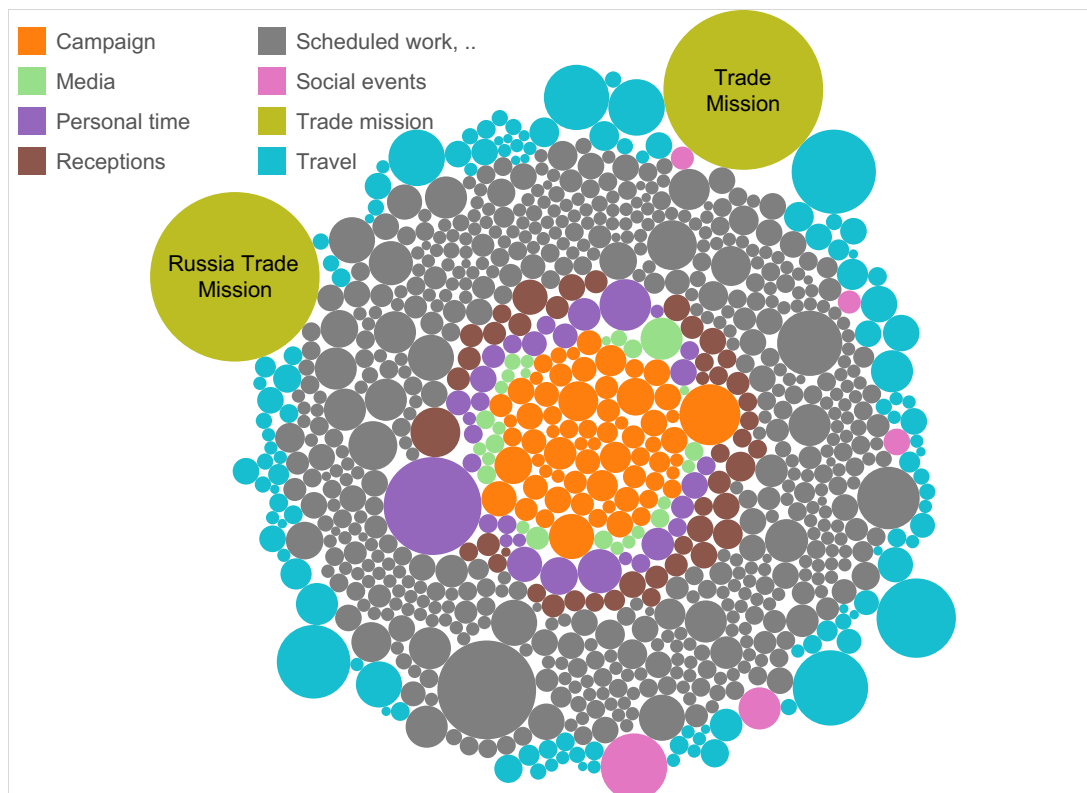 Campaign
Media
Personal time
Receptions
Scheduled work, ..
Social events
Trade mission
Travel
Trade
Mission
Russia Trade
Mission